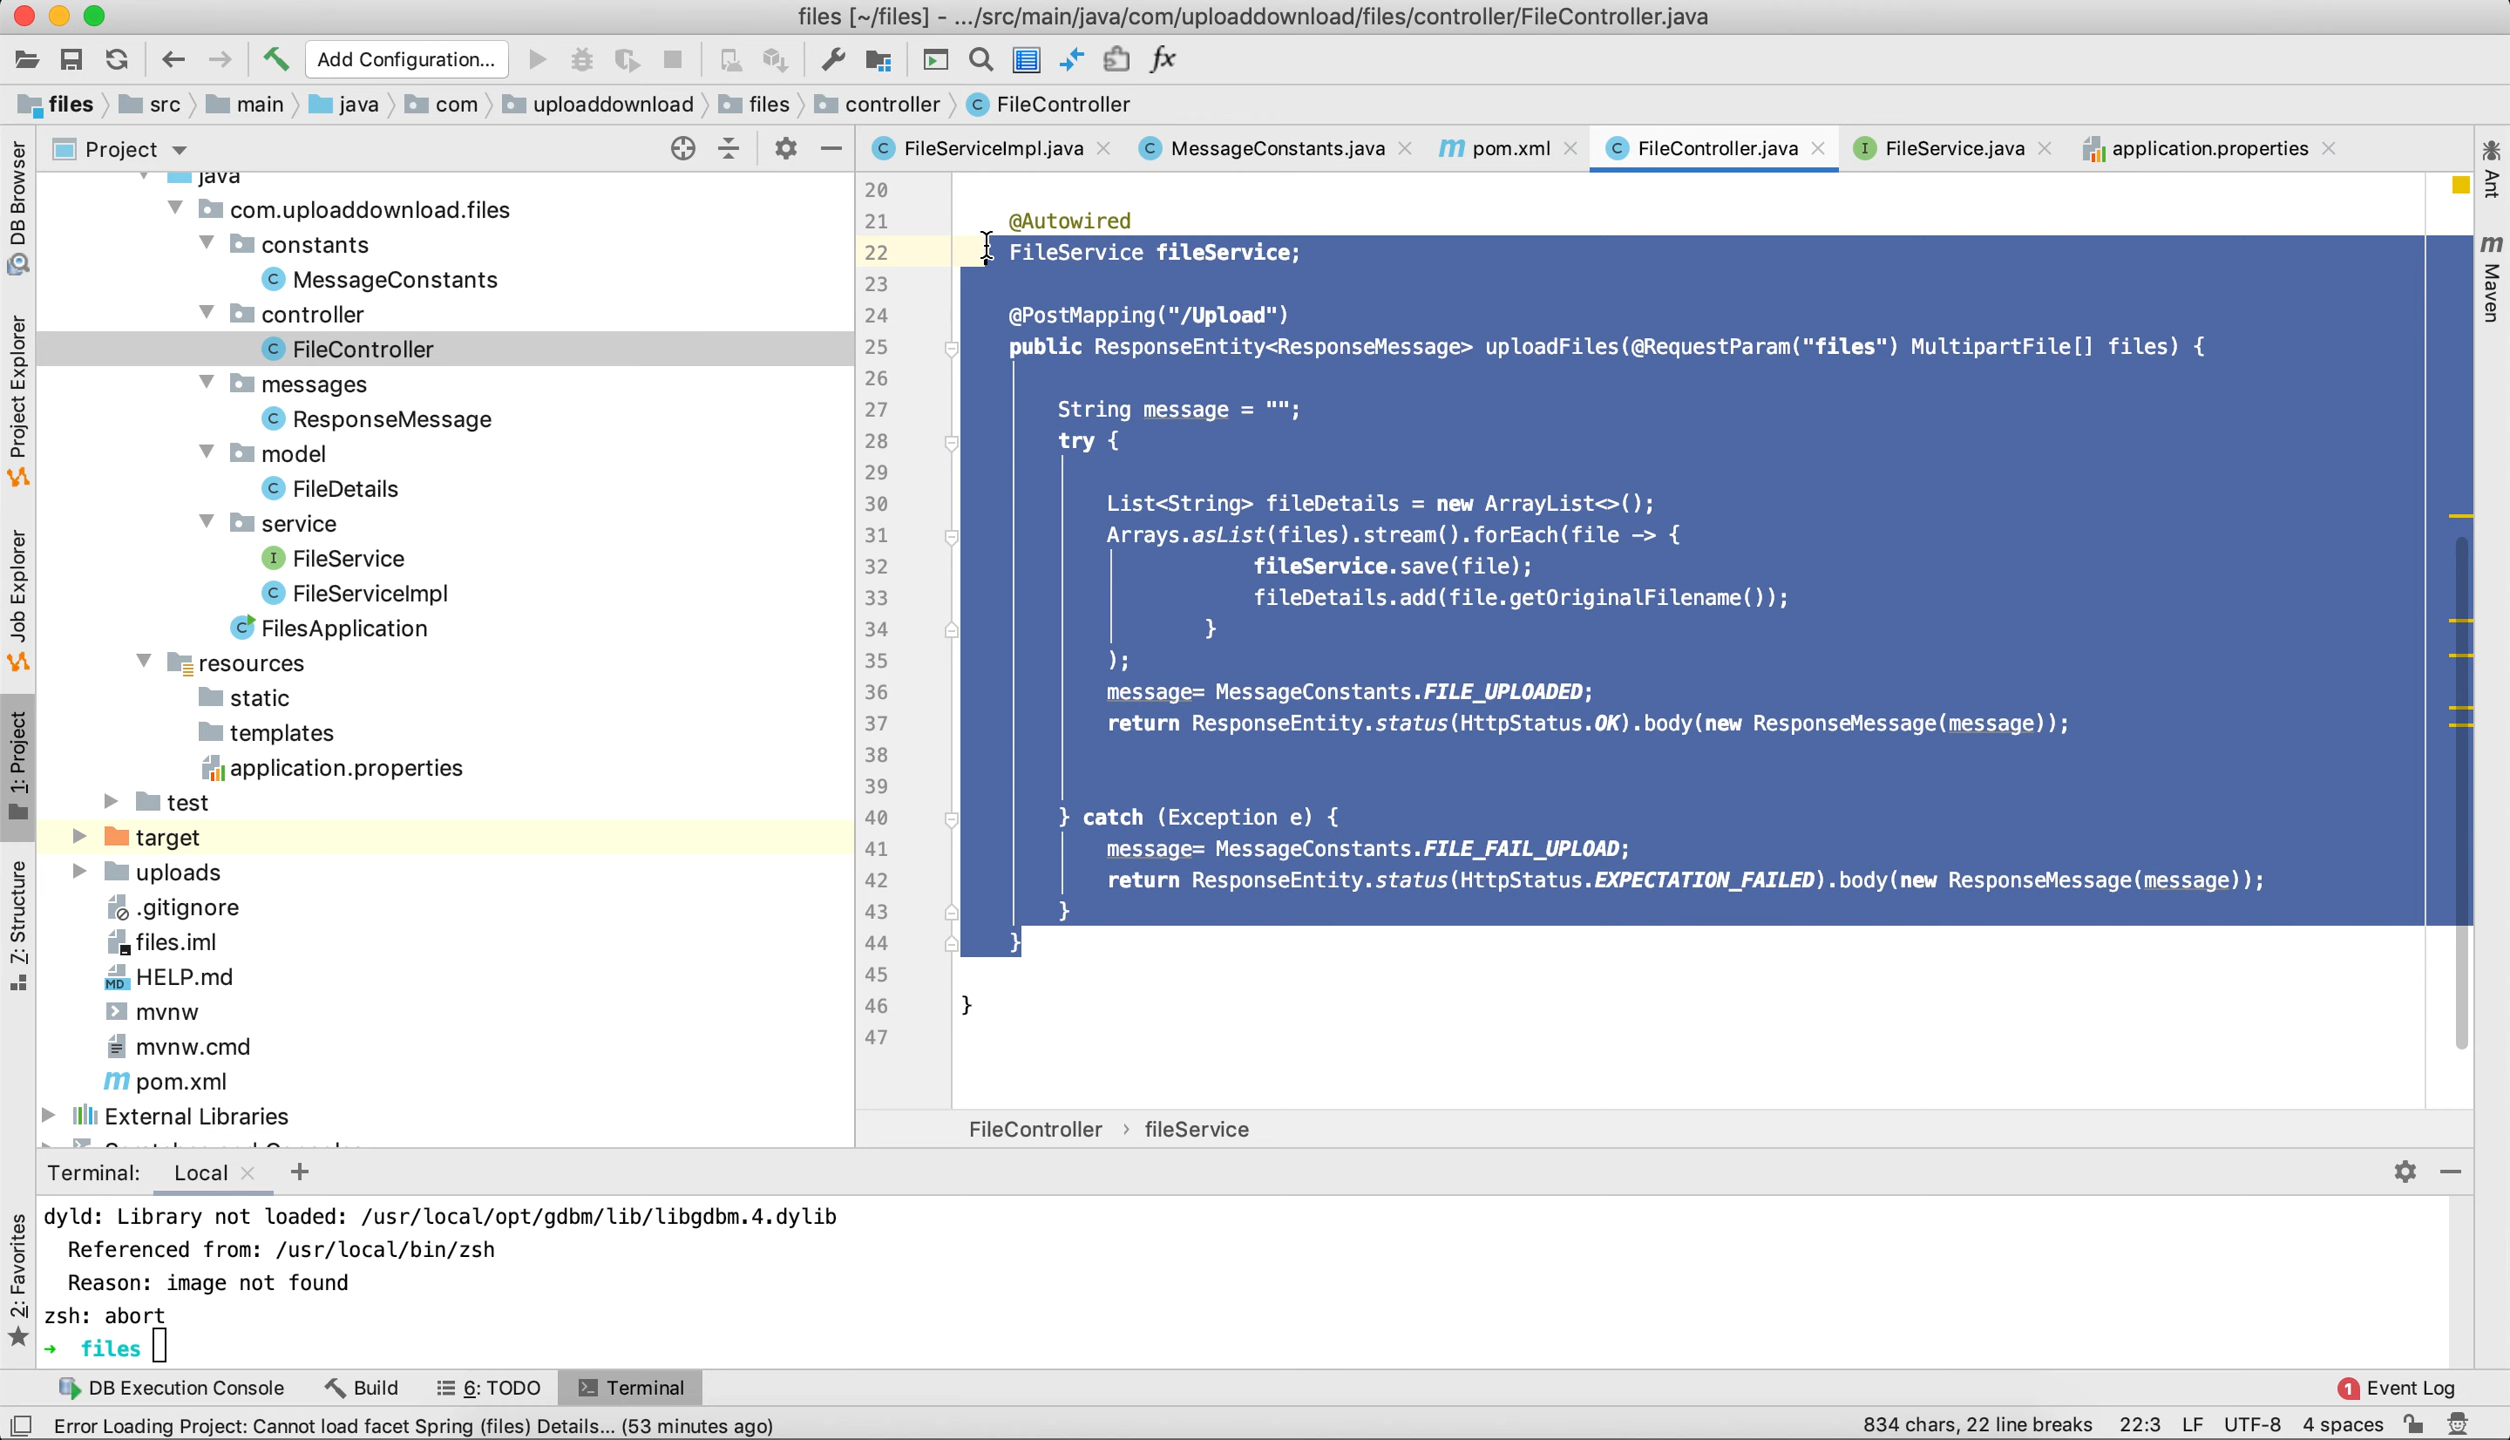 files [~/files] - .../src/main/java/com/uploaddownload/files/controller/FileController.java
Add Configuration...
files src main java com uploaddownload files controller FileController
Project
FileServiceImpl.java MessageConstants.java pom.xml FileController.java FileService.java application.properties
DB Browser
Project Explorer
Job Explorer
1: Project
7: Structure
2: Favorites
java
com.uploaddownload.files
constants
MessageConstants
controller
FileController
messages
ResponseMessage
model
FileDetails
service
FileService
FileServiceImpl
FilesApplication
resources
static
templates
application.properties
test
target
uploads
.gitignore
files.iml
HELP.md
mvnw
mvnw.cmd
pom.xml
External Libraries
20
21 @Autowired
22 FileService fileService;
23
24 @PostMapping("/Upload")
25 public ResponseEntity<ResponseMessage> uploadFiles(@RequestParam("files") MultipartFile[] files) {
26
27 String message = "";
28 try {
29
30 List<String> fileDetails = new ArrayList<>();
31 Arrays.asList(files).stream().forEach(file -> {
32 fileService.save(file);
33 fileDetails.add(file.getOriginalFilename());
34 }
35 );
36 message= MessageConstants.FILE_UPLOADED;
37 return ResponseEntity.status(HttpStatus.OK).body(new ResponseMessage(message));
38
39
40 } catch (Exception e) {
41 message= MessageConstants.FILE_FAIL_UPLOAD;
42 return ResponseEntity.status(HttpStatus.EXPECTATION_FAILED).body(new ResponseMessage(message));
43 }
44 }
45
46 }
47
FileController › fileService
Ant
Maven
Terminal: Local
dyld: Library not loaded: /usr/local/opt/gdbm/lib/libgdbm.4.dylib
Referenced from: /usr/local/bin/zsh
Reason: image not found
zsh: abort
→ files
DB Execution Console Build 6: TODO Terminal 1 Event Log
Error Loading Project: Cannot load facet Spring (files) Details... (53 minutes ago) 834 chars, 22 line breaks 22:3 LF UTF-8 4 spaces